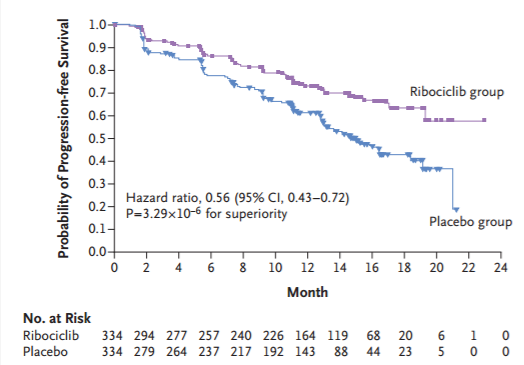 Probability of Progression-free Survival
1.0
0.9
0.8
0.7
0.6
0.5
0.4
0.3
0.2
0.1
0.0
Ribociclib group
Placebo group
Hazard ratio, 0.56 (95% CI, 0.43–0.72)
P=3.29×10⁻⁶ for superiority
0 2 4 6 8 10 12 14 16 18 20 22 24
Month
No. at Risk
Ribociclib 334 294 277 257 240 226 164 119 68 20 6 1 0
Placebo 334 279 264 237 217 192 143 88 44 23 5 0 0